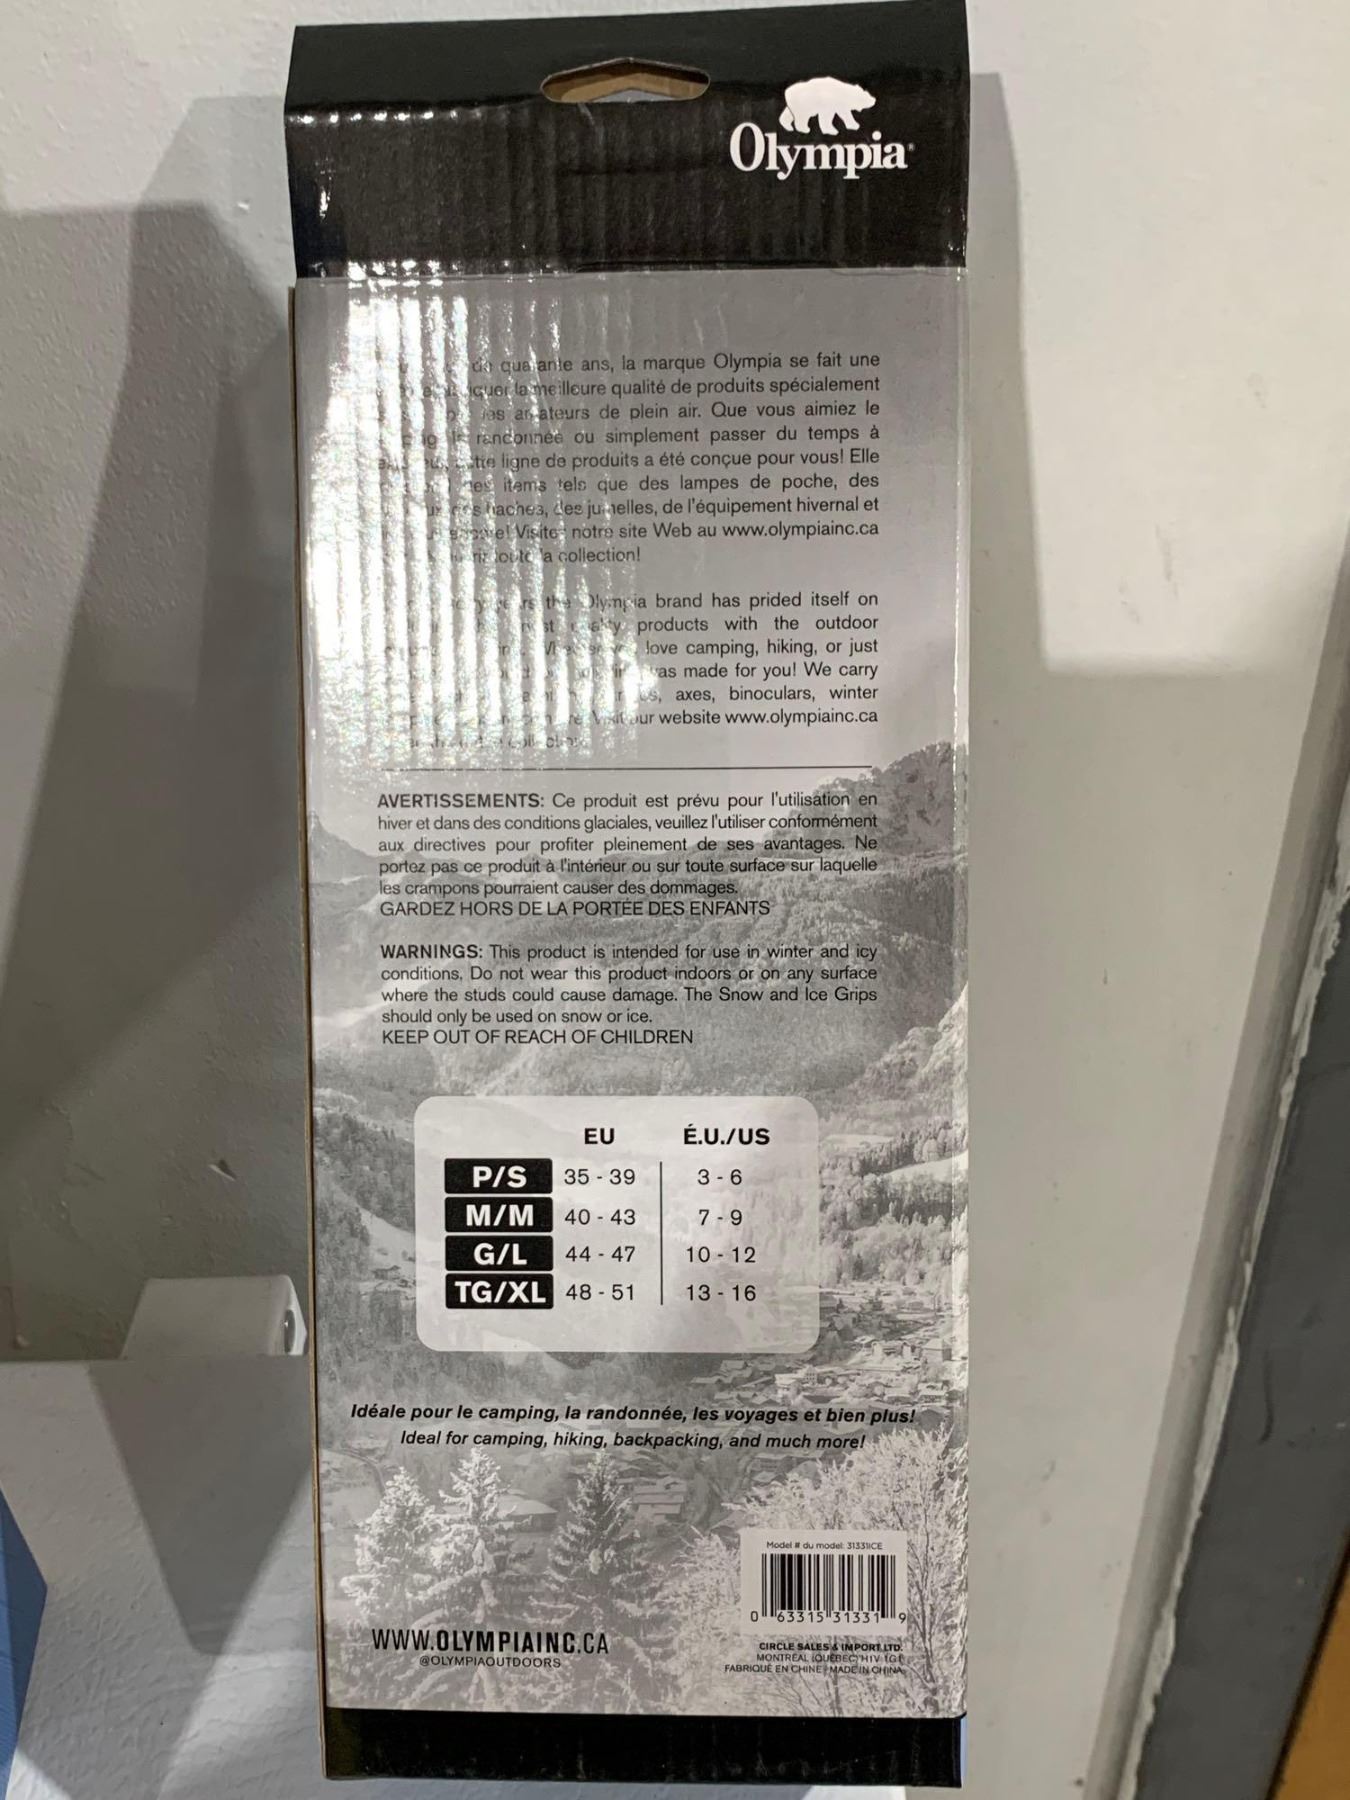 Olympia
quarante ans, la marque Olympia se fait une
la meilleure qualité de produits spécialement
les amateurs de plein air. Que vous aimiez le
randonnée ou simplement passer du temps à
ligne de produits a été conçue pour vous! Elle
items tels que des lampes de poche, des
haches, des jumelles, de l'équipement hivernal et
Visitez notre site Web au www.olympiainc.ca
toute la collection!
the Olympia brand has prided itself on
quality products with the outdoor
love camping, hiking, or just
was made for you! We carry
axes, binoculars, winter
Visit our website www.olympiainc.ca
AVERTISSEMENTS: Ce produit est prévu pour l'utilisation en
hiver et dans des conditions glaciales, veuillez l'utiliser conformément
aux directives pour profiter pleinement de ses avantages. Ne
portez pas ce produit à l'intérieur ou sur toute surface sur laquelle
les crampons pourraient causer des dommages.
GARDEZ HORS DE LA PORTÉE DES ENFANTS
WARNINGS: This product is intended for use in winter and icy
conditions. Do not wear this product indoors or on any surface
where the studs could cause damage. The Snow and Ice Grips
should only be used on snow or ice.
KEEP OUT OF REACH OF CHILDREN
EU É.U./US
P/S 35 - 39 3 - 6
M/M 40 - 43 7 - 9
G/L 44 - 47 10 - 12
TG/XL 48 - 51 13 - 16
Idéale pour le camping, la randonnée, les voyages et bien plus!
Ideal for camping, hiking, backpacking, and much more!
Model # du model: 31331ICE
0 63315 31331 9
WWW.OLYMPIAINC.CA
@OLYMPIAOUTDOORS
CIRCLE SALES & IMPORT LTD.
MONTRÉAL (QUÉBEC) H1V 1G1
FABRIQUÉ EN CHINE / MADE IN CHINA